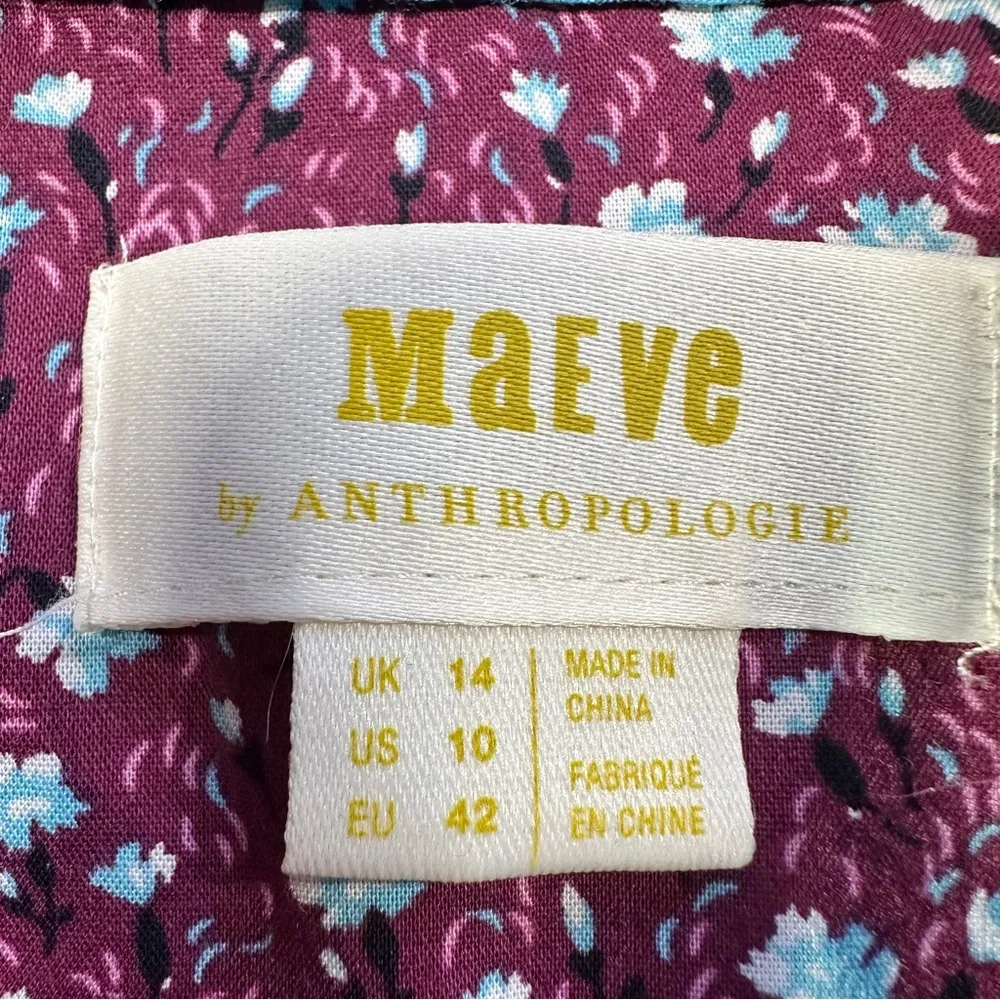 MaEVe
by ANTHROPOLOGIE
UK 14
US 10
EU 42
MADE IN
CHINA
FABRIQUÉ
EN CHINE